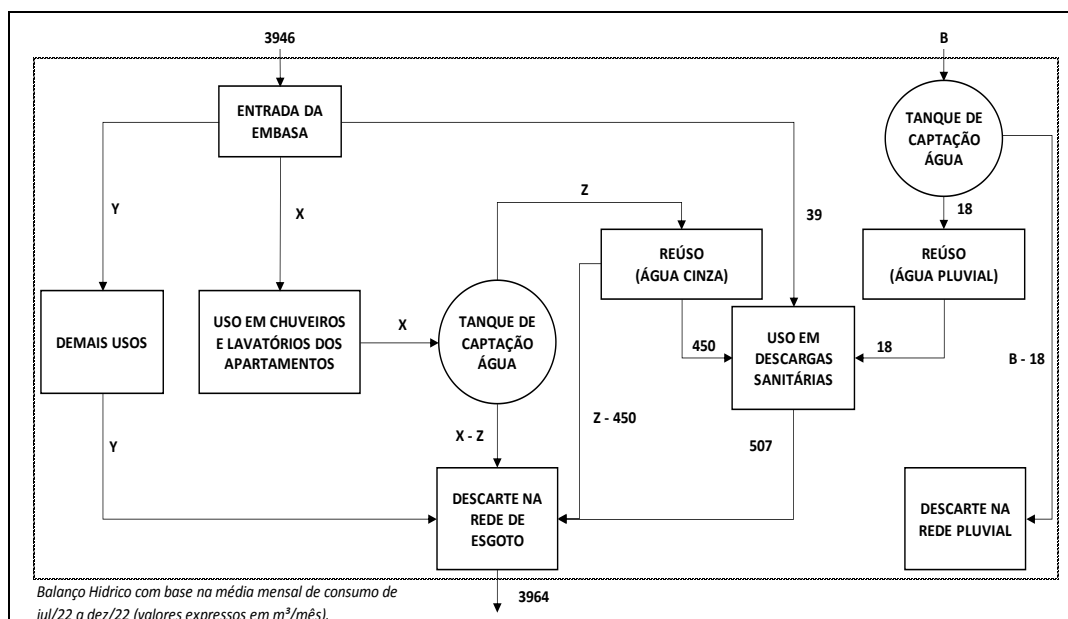 3946
B
ENTRADA DA
EMBASA
TANQUE DE
CAPTAÇÃO
ÁGUA
Y
X
Z
39
18
REÚSO
(ÁGUA CINZA)
REÚSO
(ÁGUA PLUVIAL)
DEMAIS USOS
USO EM CHUVEIROS
E LAVATÓRIOS DOS
APARTAMENTOS
X
TANQUE DE
CAPTAÇÃO
ÁGUA
450
USO EM
DESCARGAS
SANITÁRIAS
18
B - 18
Y
X - Z
Z - 450
507
DESCARTE NA
REDE DE
ESGOTO
DESCARTE NA
REDE PLUVIAL
3964
Balanço Hidrico com base na média mensal de consumo de
jul/22 a dez/22 (valores expressos em m³/mês).